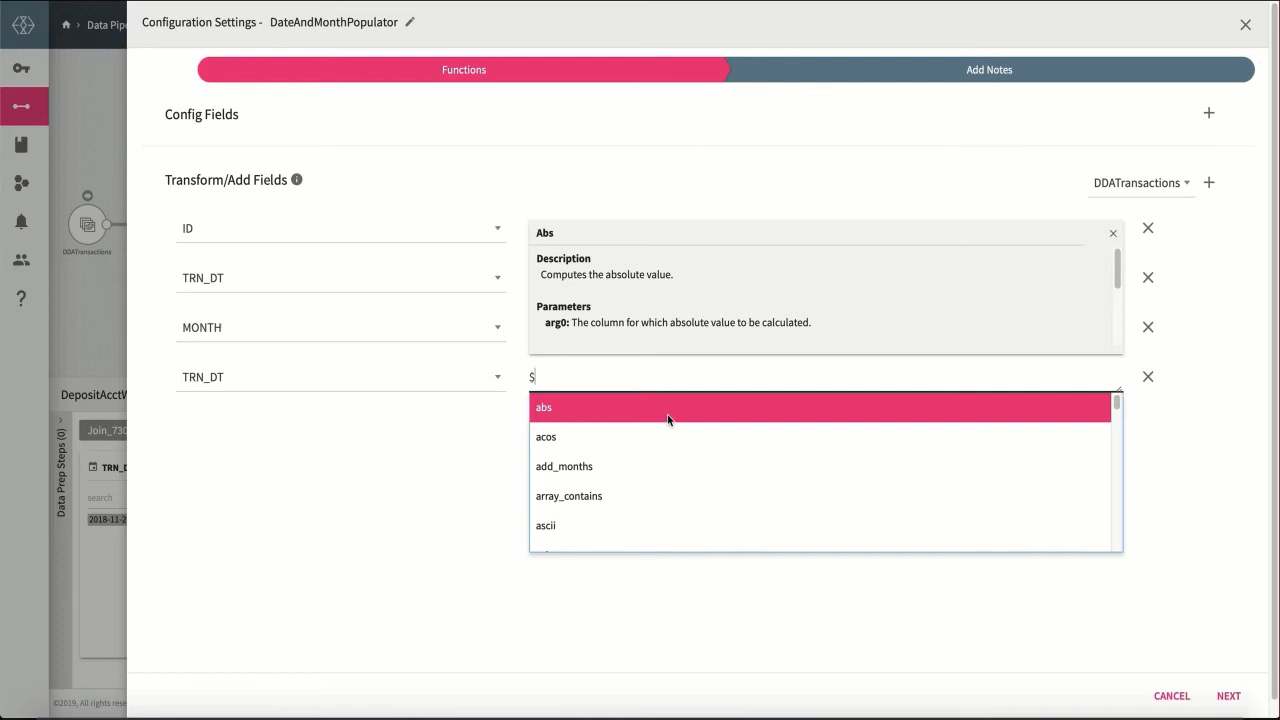 Data Pipe
Configuration Settings - DateAndMonthPopulator
Functions
Add Notes
Config Fields
Transform/Add Fields
DDATransactions
ID
TRN_DT
MONTH
TRN_DT
Abs
Description
Computes the absolute value.
Parameters
arg0: The column for which absolute value to be calculated.
$
abs
acos
add_months
array_contains
ascii
DDATransactions
DepositAcctW
Data Prep Steps (0)
Join_730
TRN_D
search
2018-11-2
©2019, All rights rese
CANCEL
NEXT